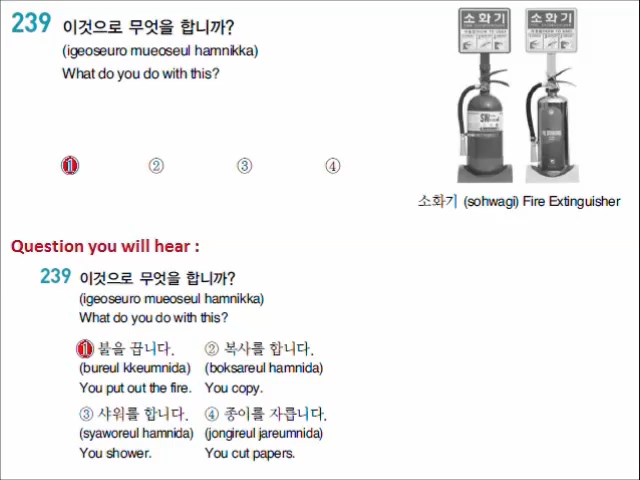 239 이것으로 무엇을 합니까?
(igeoseuro mueoseul hamnikka)
What do you do with this?
소화기 소화기
① ② ③ ④
소화기 (sohwagi) Fire Extinguisher
Question you will hear :
239 이것으로 무엇을 합니까?
(igeoseuro mueoseul hamnikka)
What do you do with this?
① 불을 끕니다. ② 복사를 합니다.
(bureul kkeumnida) (boksareul hamnida)
You put out the fire. You copy.
③ 샤워를 합니다. ④ 종이를 자릅니다.
(syaworeul hamnida) (jongireul jareumnida)
You shower. You cut papers.